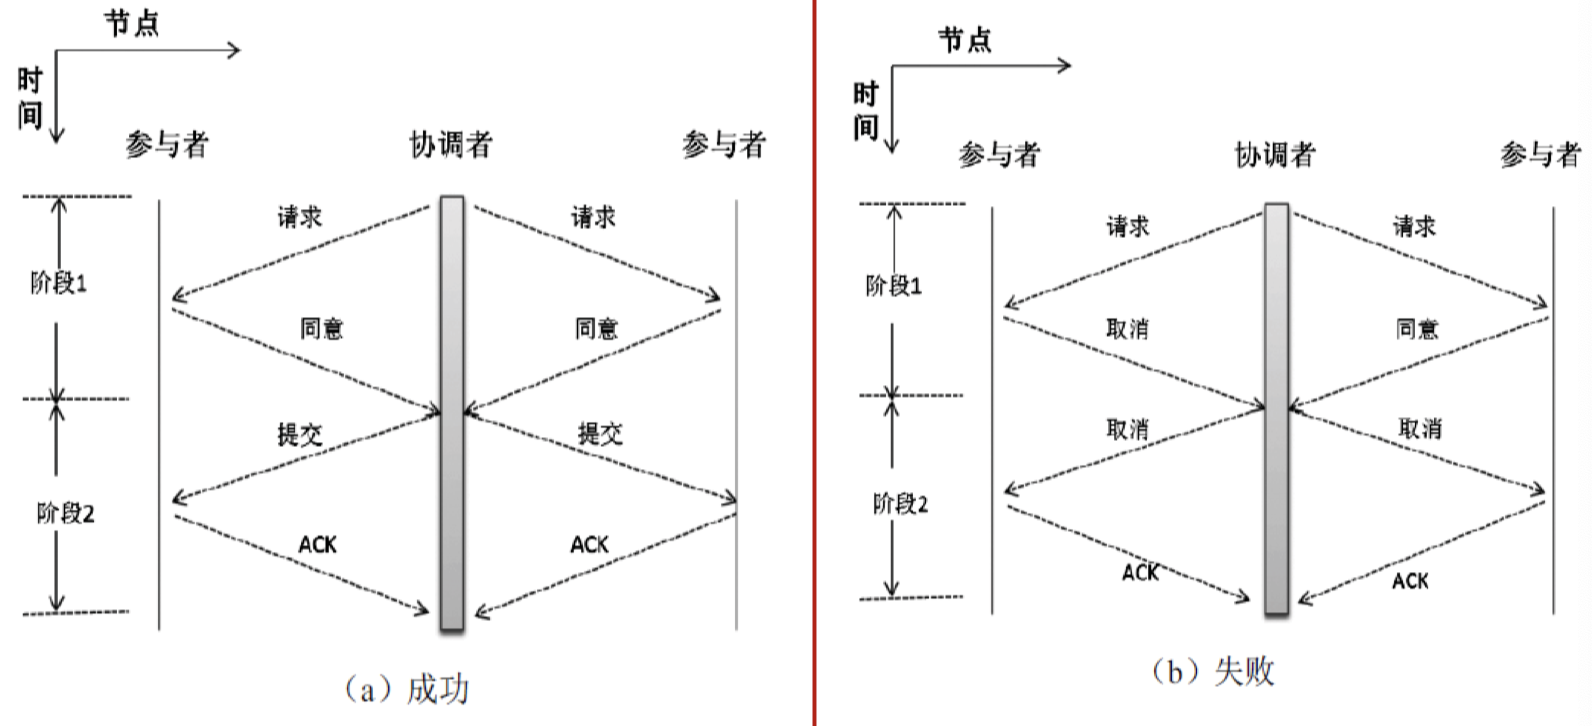 节点
时间
参与者 协调者 参与者
请求 请求
阶段1
同意 同意
提交 提交
阶段2
ACK ACK
（a）成功
节点
时间
参与者 协调者 参与者
请求 请求
阶段1
取消 同意
取消 取消
阶段2
ACK ACK
（b）失败